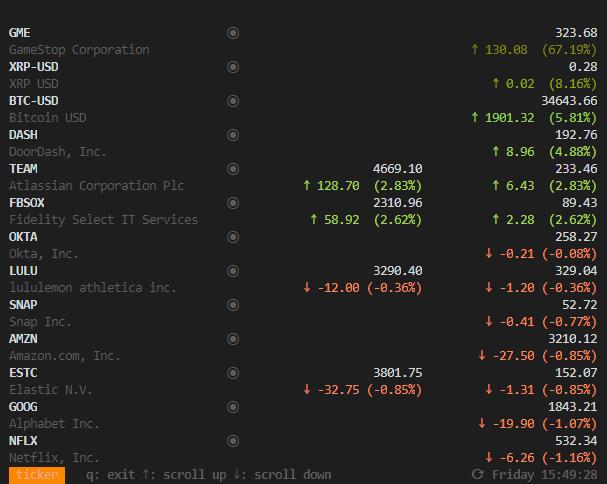 GME ◉ 323.68
GameStop Corporation ↑ 130.08 (67.19%)
XRP-USD ◉ 0.28
XRP USD ↑ 0.02 (8.16%)
BTC-USD ◉ 34643.66
Bitcoin USD ↑ 1901.32 (5.81%)
DASH ◉ 192.76
DoorDash, Inc. ↑ 8.96 (4.88%)
TEAM ◉ 4669.10 233.46
Atlassian Corporation Plc ↑ 128.70 (2.83%) ↑ 6.43 (2.83%)
FBSOX ◉ 2310.96 89.43
Fidelity Select IT Services ↑ 58.92 (2.62%) ↑ 2.28 (2.62%)
OKTA ◉ 258.27
Okta, Inc. ↓ -0.21 (-0.08%)
LULU ◉ 3290.40 329.04
lululemon athletica inc. ↓ -12.00 (-0.36%) ↓ -1.20 (-0.36%)
SNAP ◉ 52.72
Snap Inc. ↓ -0.41 (-0.77%)
AMZN ◉ 3210.12
Amazon.com, Inc. ↓ -27.50 (-0.85%)
ESTC ◉ 3801.75 152.07
Elastic N.V. ↓ -32.75 (-0.85%) ↓ -1.31 (-0.85%)
GOOG ◉ 1843.21
Alphabet Inc. ↓ -19.90 (-1.07%)
NFLX ◉ 532.34
Netflix, Inc. ↓ -6.26 (-1.16%)
ticker q: exit ↑: scroll up ↓: scroll down ⟳ Friday 15:49:28